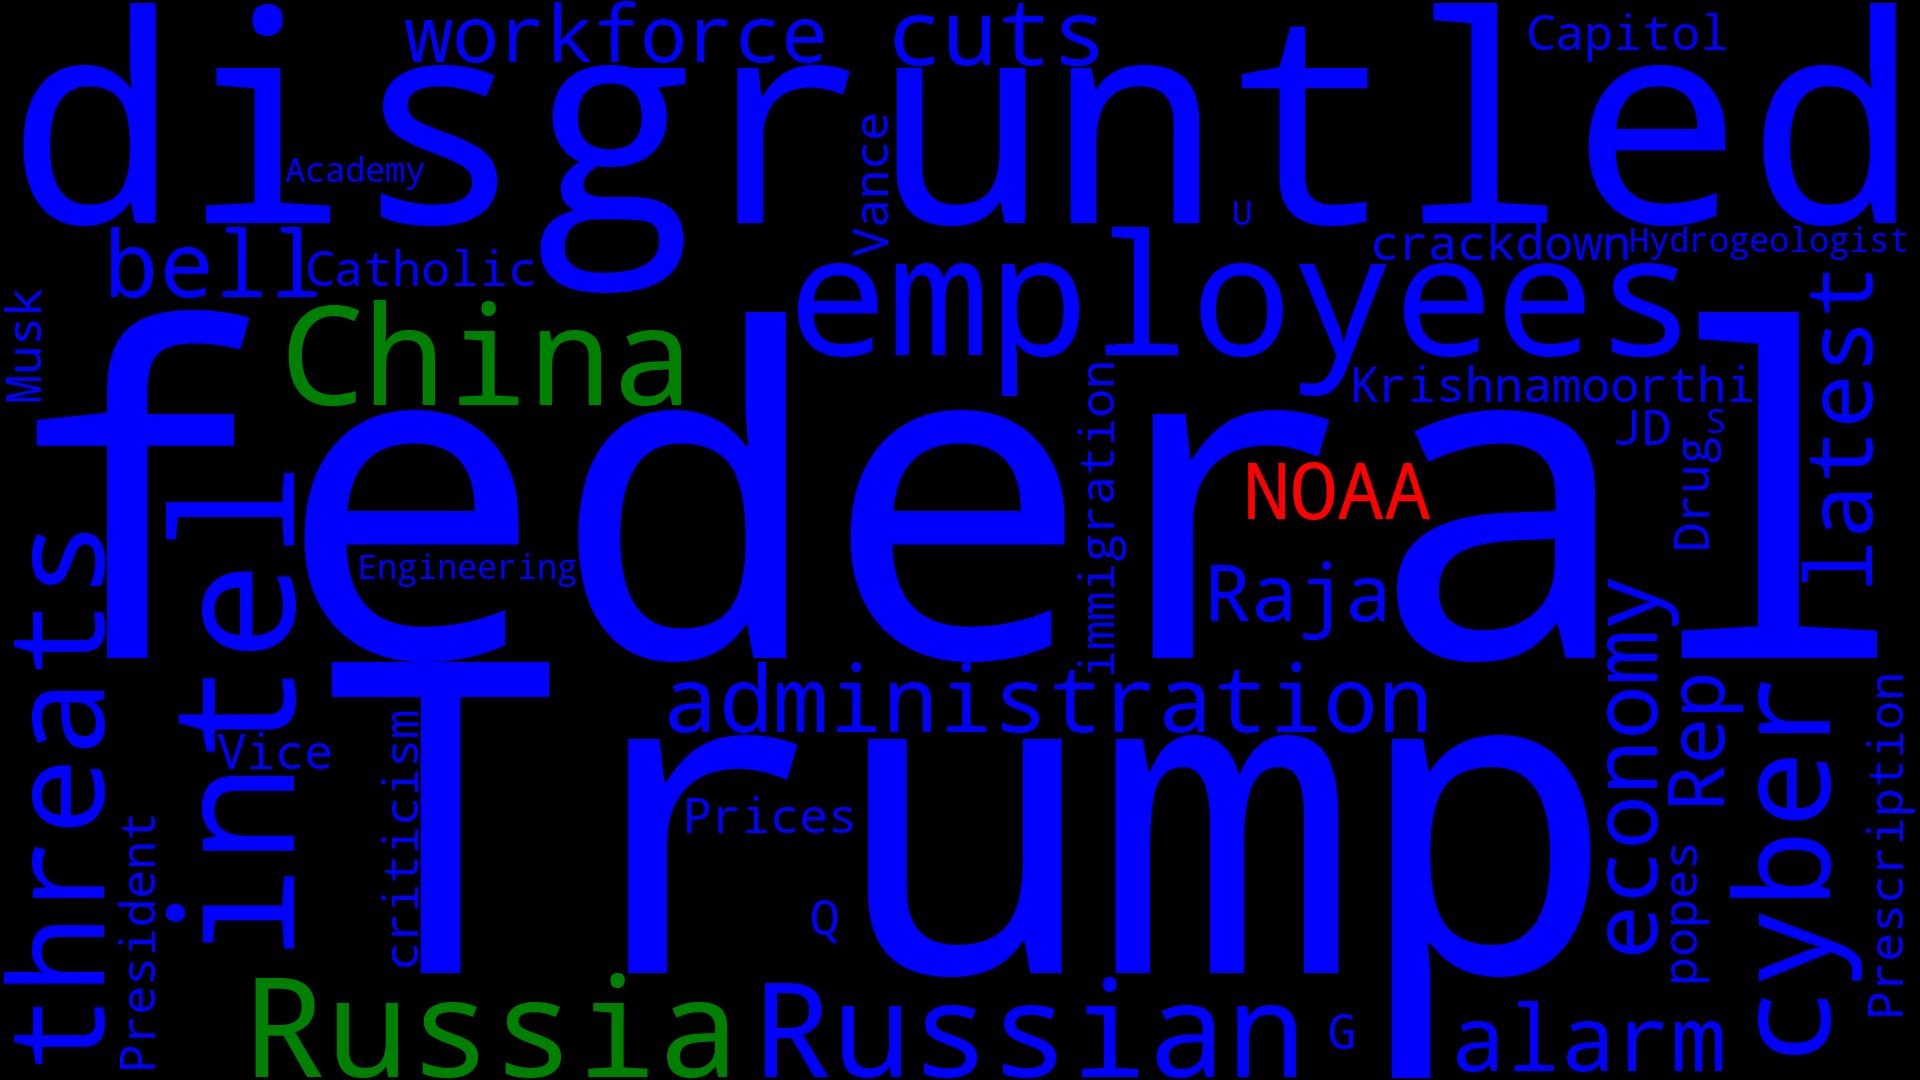 workforce cuts
Capitol
disgruntled
Academy
Vance
U
bell
Catholic
crackdown
Hydrogeologist
employees
Musk
China
latest
federal
Krishnamoorthi
JD
S
Drug
immigration
NOAA
Engineering
Raja
threats
intel
economy
administration
Rep
cyber
Prescription
Trump
Vice
criticism
Prices
President
popes
Q
Russia
Russian
G
alarm